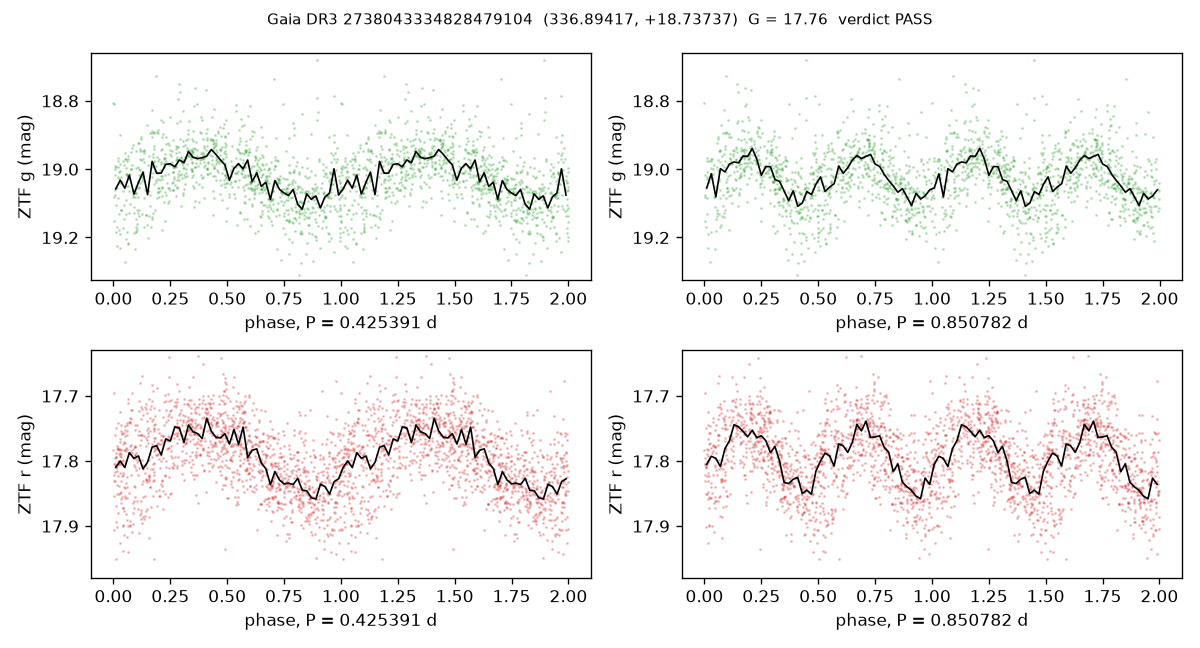 Gaia DR3 2738043334828479104 (336.89417, +18.73737) G = 17.76 verdict PASS
ZTF g (mag)
18.8
19.0
19.2
0.00 0.25 0.50 0.75 1.00 1.25 1.50 1.75 2.00
phase, P = 0.425391 d
ZTF g (mag)
18.8
19.0
19.2
0.00 0.25 0.50 0.75 1.00 1.25 1.50 1.75 2.00
phase, P = 0.850782 d
ZTF r (mag)
17.7
17.8
17.9
0.00 0.25 0.50 0.75 1.00 1.25 1.50 1.75 2.00
phase, P = 0.425391 d
ZTF r (mag)
17.7
17.8
17.9
0.00 0.25 0.50 0.75 1.00 1.25 1.50 1.75 2.00
phase, P = 0.850782 d